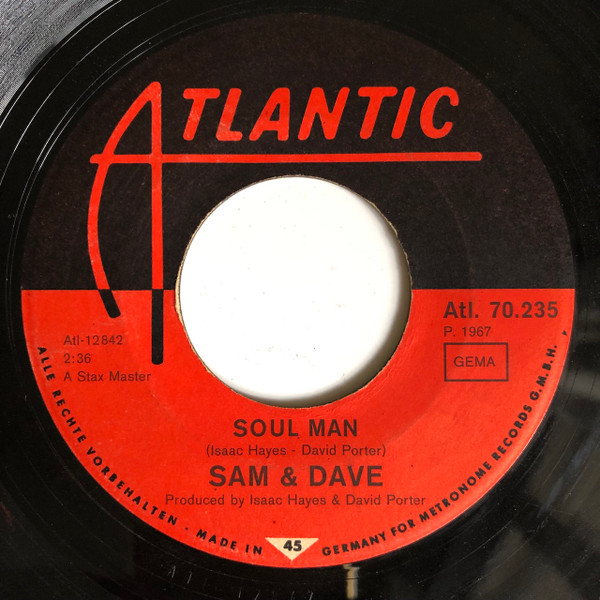 ATLANTIC
Atl. 70.235
P. 1967
GEMA
Atl-12842
2:36
A Stax Master
SOUL MAN
(Isaac Hayes - David Porter)
SAM & DAVE
Produced by Isaac Hayes & David Porter
ALLE RECHTE VORBEHALTEN · MADE IN 45 GERMANY FOR METRONOME RECORDS G.M.B.H.